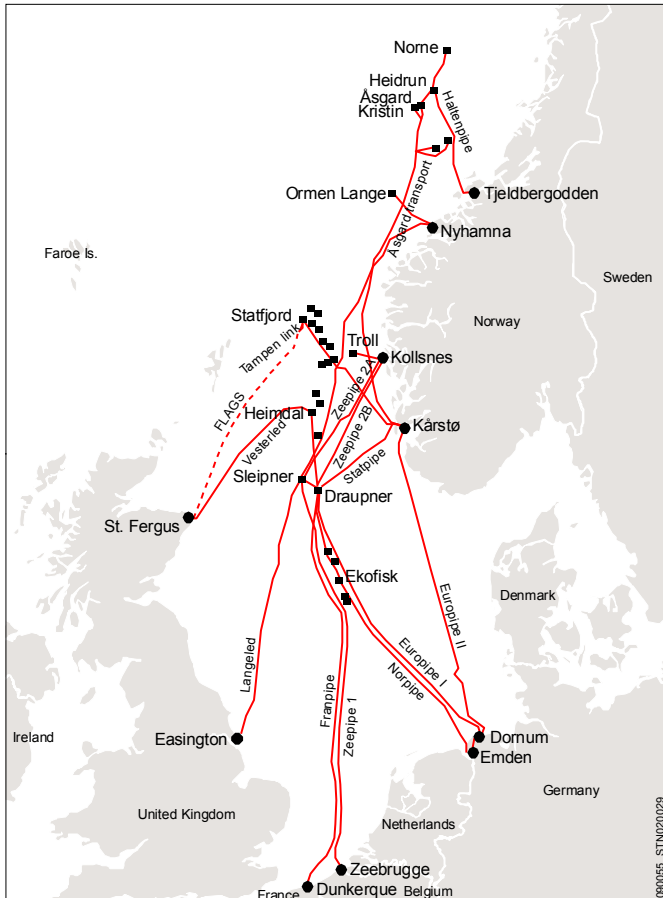 Norne
Heidrun
Åsgard
Kristin
Haltenpipe
Ormen Lange
Åsgard transport
Tjeldbergodden
Nyhamna
Faroe Is.
Sweden
Norway
Statfjord
Tampen link
Troll
Kollsnes
FLAGS
Zeepipe 2A
Heimdal
Vesterled
Zeepipe 2B
Kårstø
Statpipe
Sleipner
Draupner
St. Fergus
Ekofisk
Denmark
Europipe II
Langeled
Europipe I
Norpipe
Franpipe
Zeepipe 1
Ireland
Easington
Dornum
Emden
Germany
United Kingdom
Netherlands
Zeebrugge
Dunkerque
France
Belgium
090055_STN020029